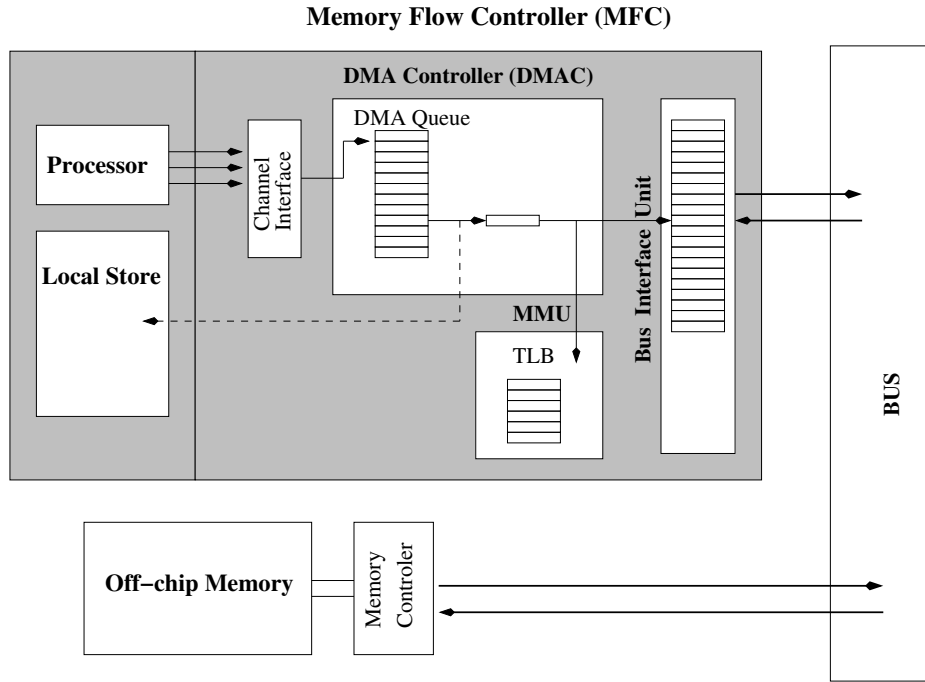 Memory Flow Controller (MFC)
DMA Controller (DMAC)
DMA Queue
Processor
Channel
Interface
Local Store
MMU
TLB
Bus Interface Unit
BUS
Off−chip Memory
Memory
Controler